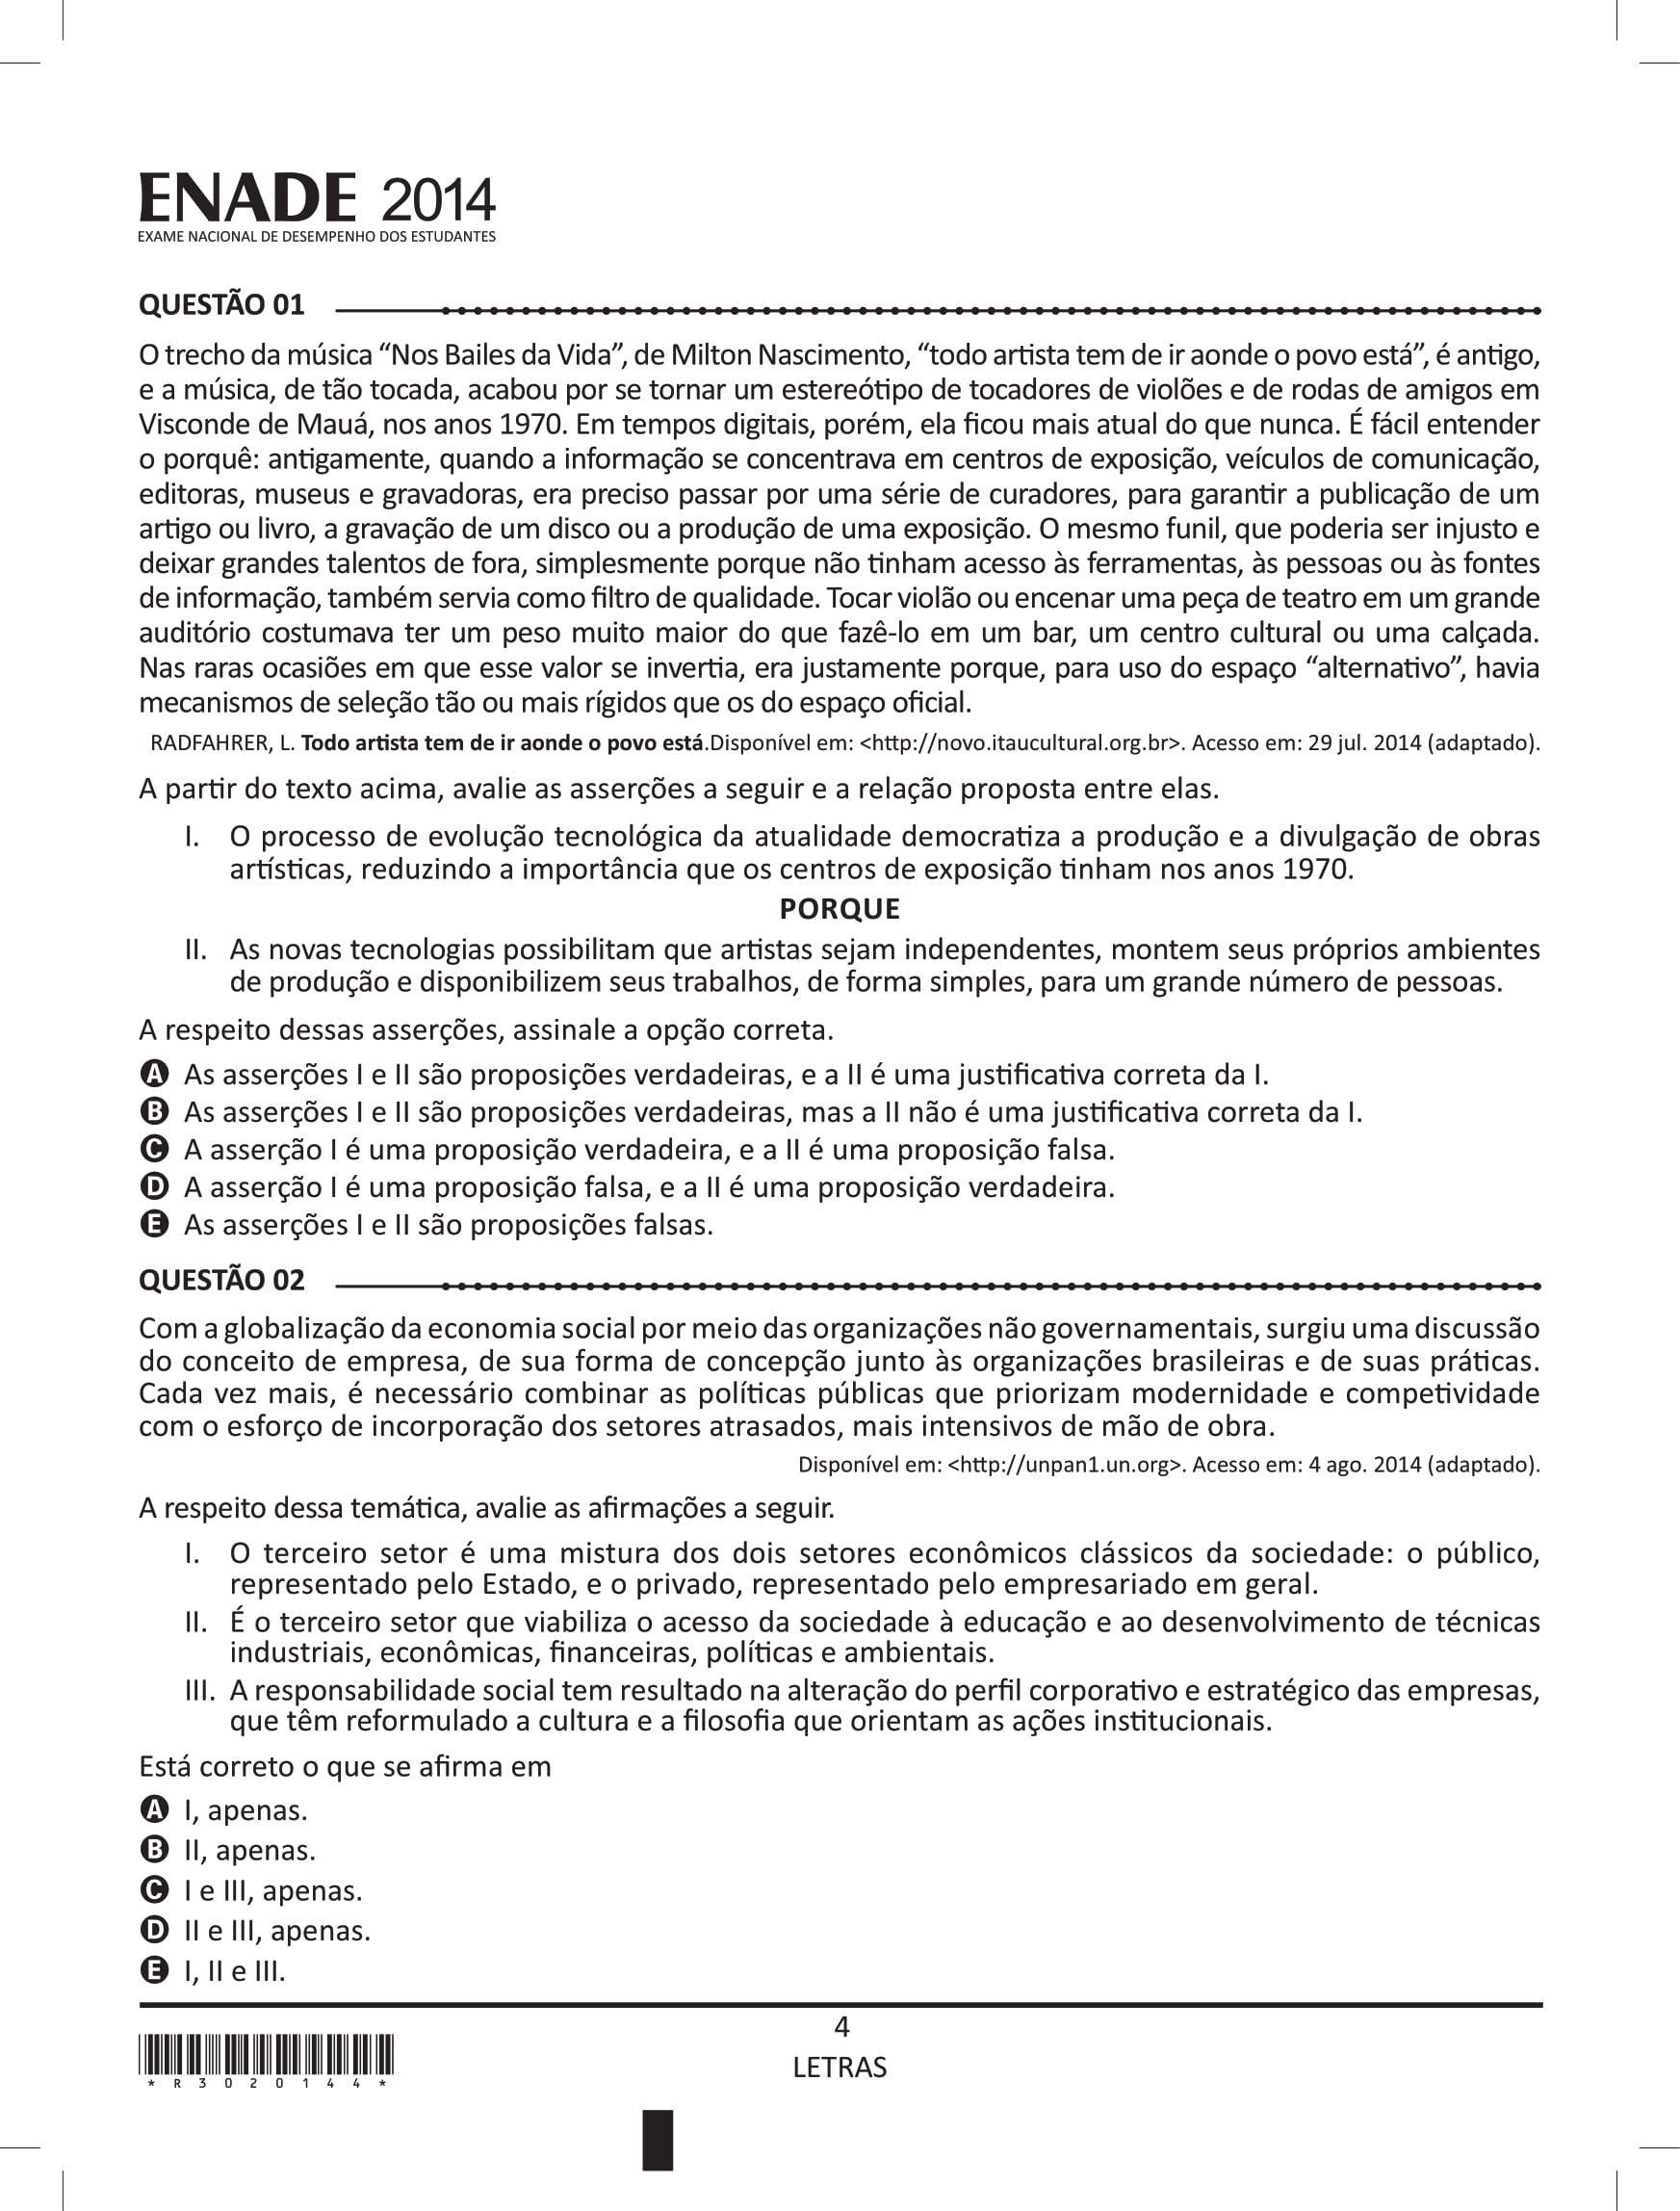 ENADE 2014
EXAME NACIONAL DE DESEMPENHO DOS ESTUDANTES
QUESTÃO 01
O trecho da música “Nos Bailes da Vida”, de Milton Nascimento, “todo artista tem de ir aonde o povo está”, é antigo,
e a música, de tão tocada, acabou por se tornar um estereótipo de tocadores de violões e de rodas de amigos em
Visconde de Mauá, nos anos 1970. Em tempos digitais, porém, ela ficou mais atual do que nunca. É fácil entender
o porquê: antigamente, quando a informação se concentrava em centros de exposição, veículos de comunicação,
editoras, museus e gravadoras, era preciso passar por uma série de curadores, para garantir a publicação de um
artigo ou livro, a gravação de um disco ou a produção de uma exposição. O mesmo funil, que poderia ser injusto e
deixar grandes talentos de fora, simplesmente porque não tinham acesso às ferramentas, às pessoas ou às fontes
de informação, também servia como filtro de qualidade. Tocar violão ou encenar uma peça de teatro em um grande
auditório costumava ter um peso muito maior do que fazê-lo em um bar, um centro cultural ou uma calçada.
Nas raras ocasiões em que esse valor se invertia, era justamente porque, para uso do espaço “alternativo”, havia
mecanismos de seleção tão ou mais rígidos que os do espaço oficial.
RADFAHRER, L. Todo artista tem de ir aonde o povo está.Disponível em: <http://novo.itaucultural.org.br>. Acesso em: 29 jul. 2014 (adaptado).
A partir do texto acima, avalie as asserções a seguir e a relação proposta entre elas.
I. O processo de evolução tecnológica da atualidade democratiza a produção e a divulgação de obras
artísticas, reduzindo a importância que os centros de exposição tinham nos anos 1970.
PORQUE
II. As novas tecnologias possibilitam que artistas sejam independentes, montem seus próprios ambientes
de produção e disponibilizem seus trabalhos, de forma simples, para um grande número de pessoas.
A respeito dessas asserções, assinale a opção correta.
A As asserções I e II são proposições verdadeiras, e a II é uma justificativa correta da I.
B As asserções I e II são proposições verdadeiras, mas a II não é uma justificativa correta da I.
C A asserção I é uma proposição verdadeira, e a II é uma proposição falsa.
D A asserção I é uma proposição falsa, e a II é uma proposição verdadeira.
E As asserções I e II são proposições falsas.
QUESTÃO 02
Com a globalização da economia social por meio das organizações não governamentais, surgiu uma discussão
do conceito de empresa, de sua forma de concepção junto às organizações brasileiras e de suas práticas.
Cada vez mais, é necessário combinar as políticas públicas que priorizam modernidade e competividade
com o esforço de incorporação dos setores atrasados, mais intensivos de mão de obra.
Disponível em: <http://unpan1.un.org>. Acesso em: 4 ago. 2014 (adaptado).
A respeito dessa temática, avalie as afirmações a seguir.
I. O terceiro setor é uma mistura dos dois setores econômicos clássicos da sociedade: o público,
representado pelo Estado, e o privado, representado pelo empresariado em geral.
II. É o terceiro setor que viabiliza o acesso da sociedade à educação e ao desenvolvimento de técnicas
industriais, econômicas, financeiras, políticas e ambientais.
III. A responsabilidade social tem resultado na alteração do perfil corporativo e estratégico das empresas,
que têm reformulado a cultura e a filosofia que orientam as ações institucionais.
Está correto o que se afirma em
A I, apenas.
B II, apenas.
C I e III, apenas.
D II e III, apenas.
E I, II e III.
4
LETRAS
* R 3 0 2 0 1 4 4 *